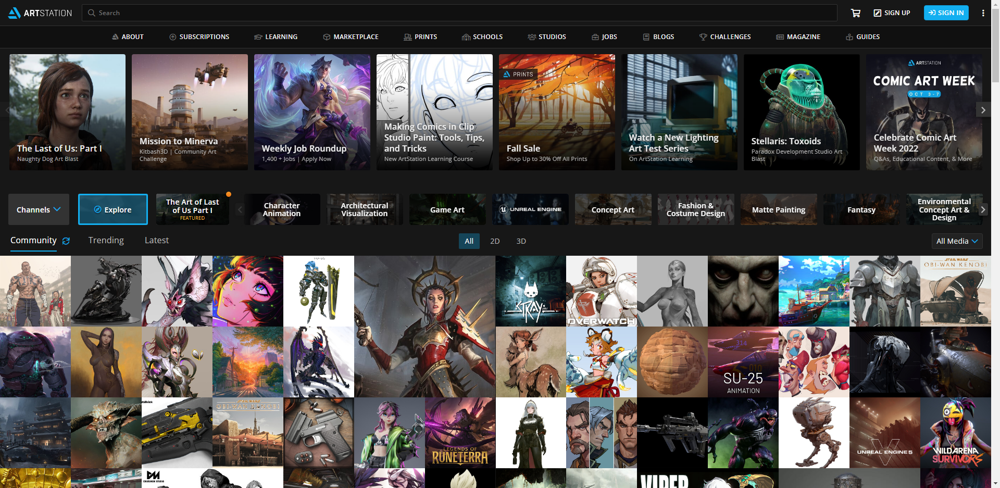 ARTSTATION
Search
SIGN UP
SIGN IN
ABOUT
SUBSCRIPTIONS
LEARNING
MARKETPLACE
PRINTS
SCHOOLS
STUDIOS
JOBS
BLOGS
CHALLENGES
MAGAZINE
GUIDES
The Last of Us: Part I
Naughty Dog Art Blast
Mission to Minerva
Kitbash3D | Community Art
Challenge
Weekly Job Roundup
1,400 + Jobs | Apply Now
Making Comics in Clip
Studio Paint: Tools, Tips,
and Tricks
New ArtStation Learning Course
PRINTS
Fall Sale
Shop Up to 30% Off All Prints
Watch a New Lighting
Art Test Series
On ArtStation Learning
Stellaris: Toxoids
Paradox Development Studio Art
Blast
ARTSTATION
COMIC ART WEEK
OCT 3-7
Celebrate Comic Art
Week 2022
Q&As, Educational Content, & More
Channels
Explore
The Art of Last
of Us Part I
FEATURED
Character
Animation
Architectural
Visualization
Game Art
UNREAL ENGINE
Concept Art
Fashion &
Costume Design
Matte Painting
Fantasy
Environmental
Concept Art &
Design
Community
Trending
Latest
All
2D
3D
All Media
STRAY
OVERWATCH
STAR WARS
OBI-WAN KENOBI
314
010
SU-25
ANIMATION
STAR WARS
OBI-WAN KENOBI
LEGENDS OF
RUNETERRA
UNREAL ENGINE 5
WILD ARENA
SURVIVORS
VIPER